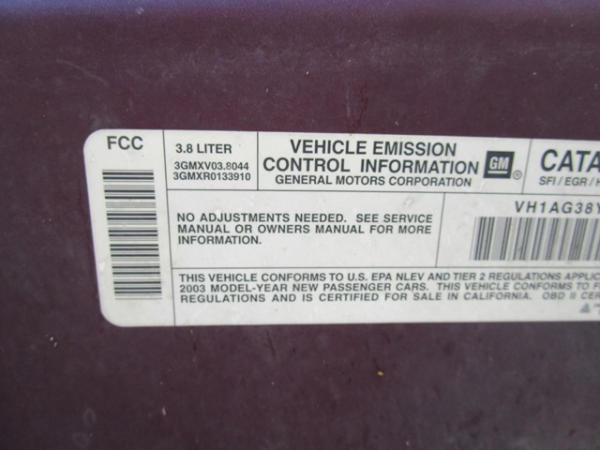 FCC
3.8 LITER
3GMXV03.8044
3GMXR0133910
VEHICLE EMISSION
CONTROL INFORMATION
GENERAL MOTORS CORPORATION
GM
®
CATA
SFI / EGR / H
NO ADJUSTMENTS NEEDED. SEE SERVICE
MANUAL OR OWNERS MANUAL FOR MORE
INFORMATION.
VH1AG38Y
THIS VEHICLE CONFORMS TO U.S. EPA NLEV AND TIER 2 REGULATIONS APPLIC
2003 MODEL-YEAR NEW PASSENGER CARS. THIS VEHICLE CONFORMS TO F
REGULATIONS AND IS CERTIFIED FOR SALE IN CALIFORNIA. OBD II CER